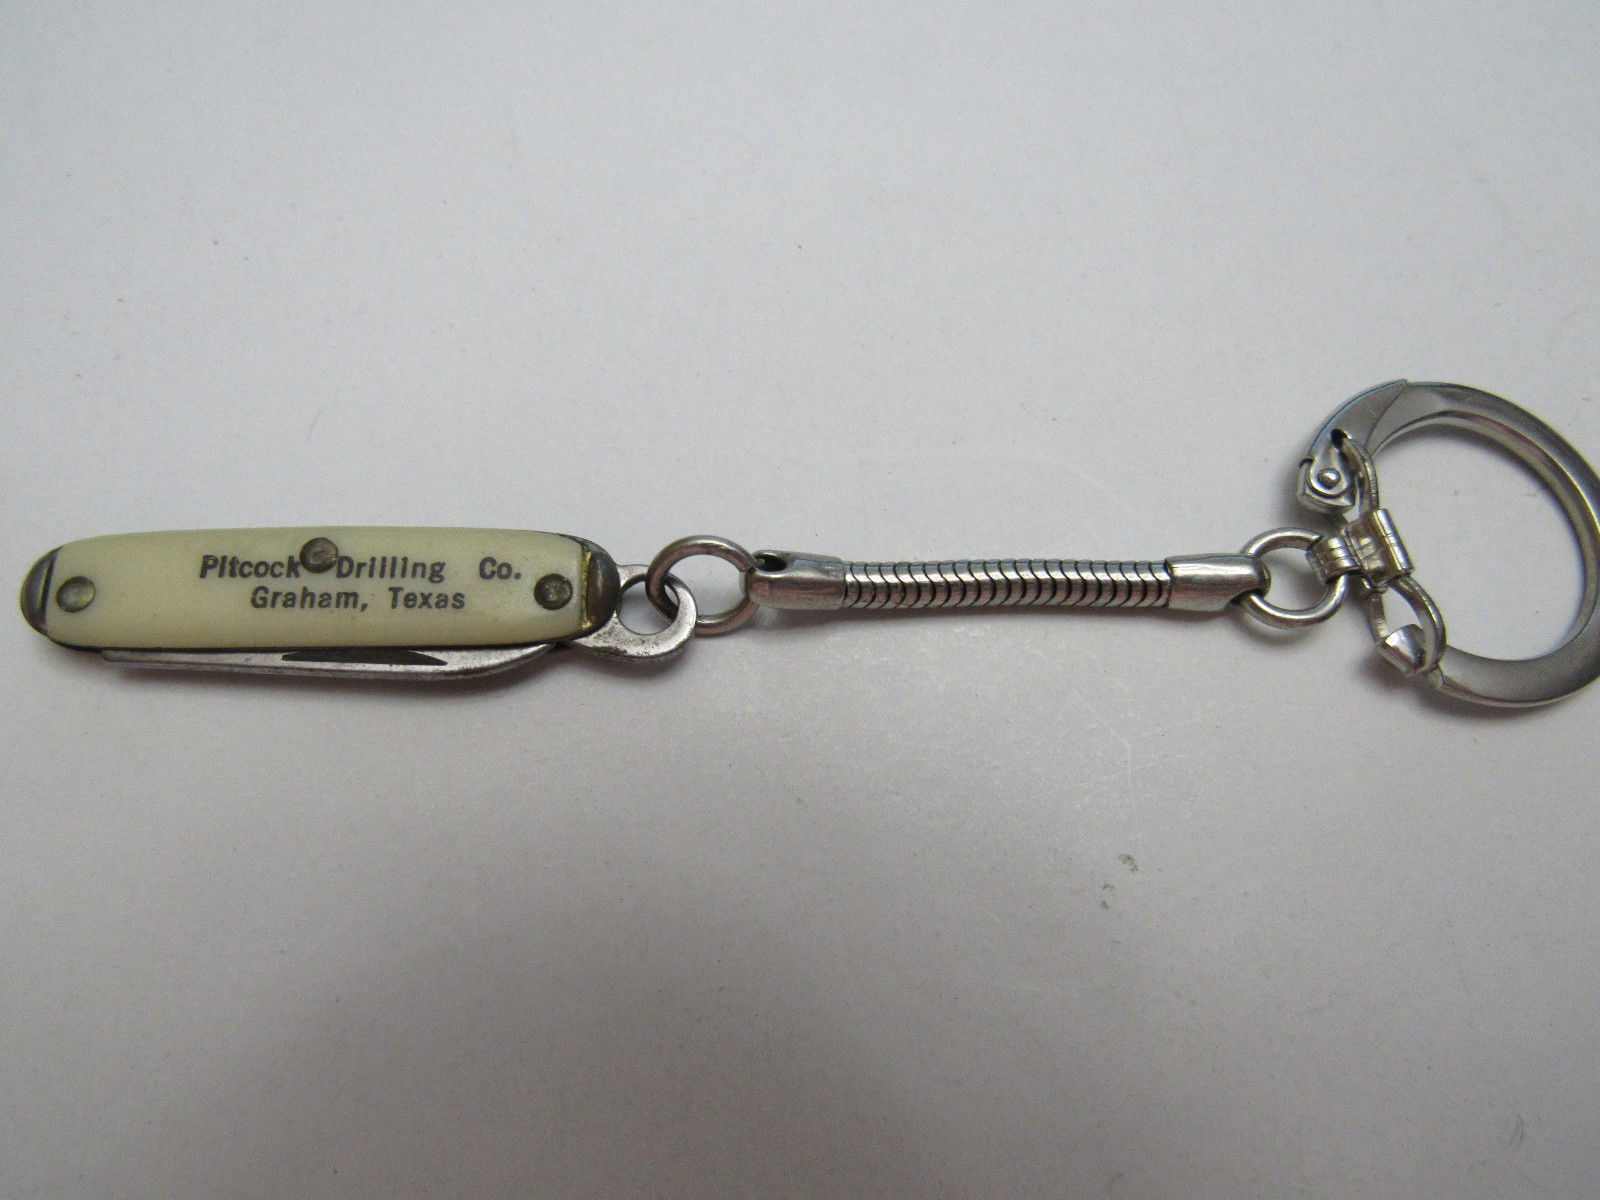 Pitcock Drilling Co.
Graham, Texas